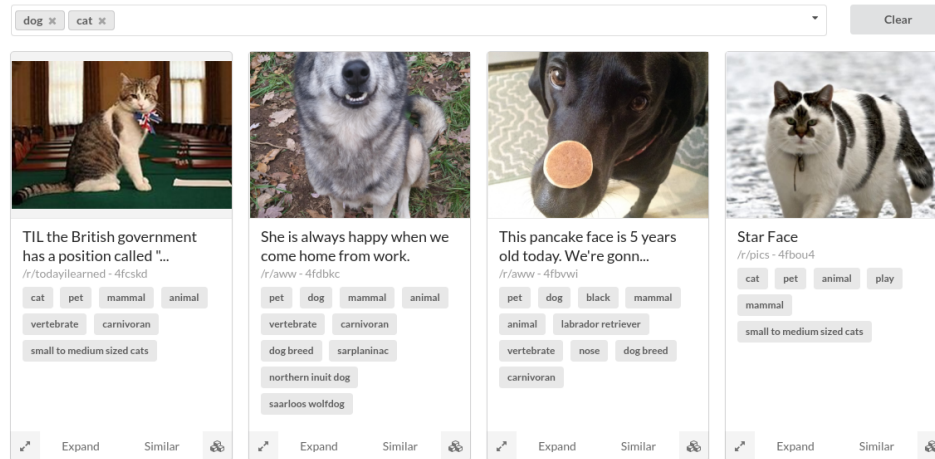 dog ×
cat ×
Clear
TIL the British government
has a position called "...
/r/todayilearned - 4fcskd
cat pet mammal animal
vertebrate carnivoran
small to medium sized cats
Expand Similar
She is always happy when we
come home from work.
/r/aww - 4fdbkc
pet dog mammal animal
vertebrate carnivoran
dog breed sarplaninac
northern inuit dog
saarloos wolfdog
Expand Similar
This pancake face is 5 years
old today. We're gonn...
/r/aww - 4fbvwi
pet dog black mammal
animal labrador retriever
vertebrate nose dog breed
carnivoran
Expand Similar
Star Face
/r/pics - 4fbou4
cat pet animal play
mammal
small to medium sized cats
Expand Similar